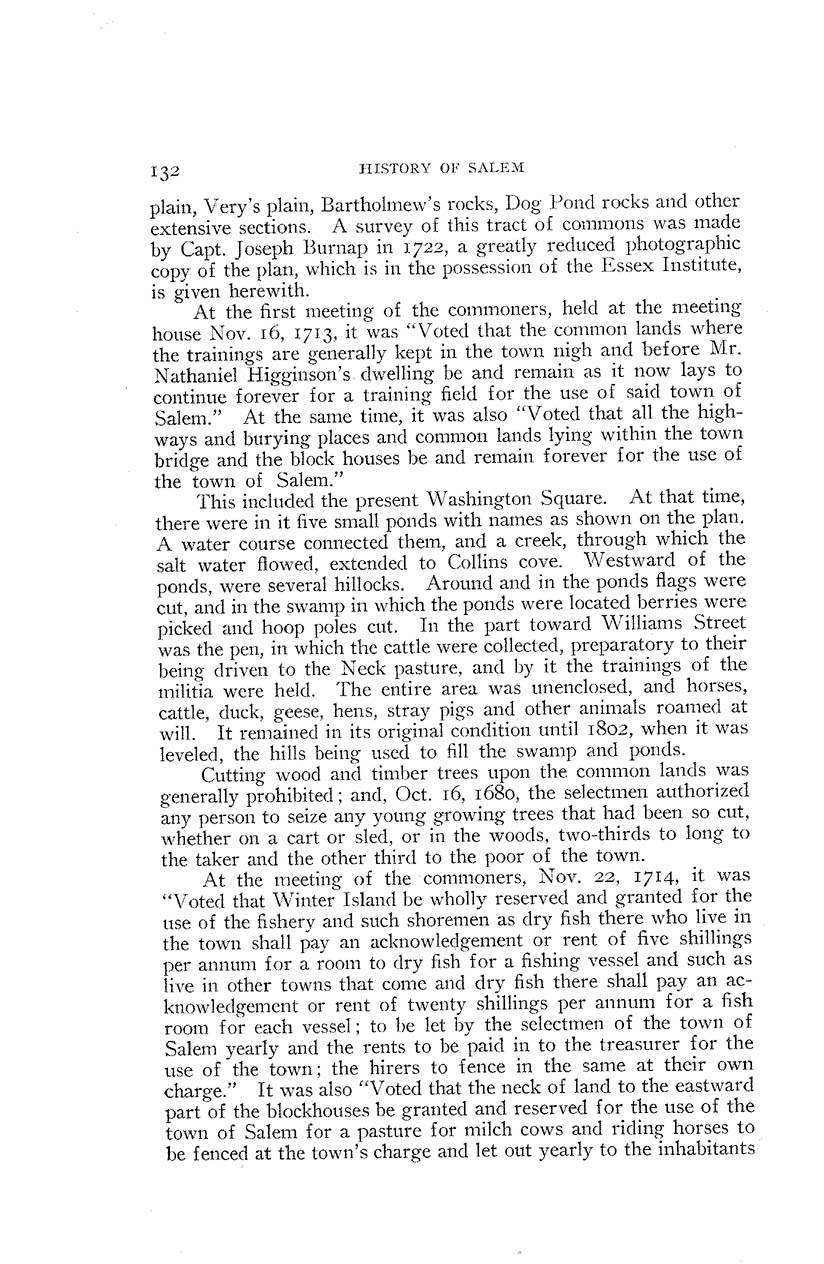 132 HISTORY OF SALEM
plain, Very's plain, Bartholmew's rocks, Dog Pond rocks and other
extensive sections. A survey of this tract of commons was made
by Capt. Joseph Burnap in 1722, a greatly reduced photographic
copy of the plan, which is in the possession of the Essex Institute,
is given herewith.
At the first meeting of the commoners, held at the meeting
house Nov. 16, 1713, it was "Voted that the common lands where
the trainings are generally kept in the town nigh and before Mr.
Nathaniel Higginson's dwelling be and remain as it now lays to
continue forever for a training field for the use of said town of
Salem." At the same time, it was also "Voted that all the high-
ways and burying places and common lands lying within the town
bridge and the block houses be and remain forever for the use of
the town of Salem."
This included the present Washington Square. At that time,
there were in it five small ponds with names as shown on the plan.
A water course connected them, and a creek, through which the
salt water flowed, extended to Collins cove. Westward of the
ponds, were several hillocks. Around and in the ponds flags were
cut, and in the swamp in which the ponds were located berries were
picked and hoop poles cut. In the part toward Williams Street
was the pen, in which the cattle were collected, preparatory to their
being driven to the Neck pasture, and by it the trainings of the
militia were held. The entire area was unenclosed, and horses,
cattle, duck, geese, hens, stray pigs and other animals roamed at
will. It remained in its original condition until 1802, when it was
leveled, the hills being used to fill the swamp and ponds.
Cutting wood and timber trees upon the common lands was
generally prohibited; and, Oct. 16, 1680, the selectmen authorized
any person to seize any young growing trees that had been so cut,
whether on a cart or sled, or in the woods, two-thirds to long to
the taker and the other third to the poor of the town.
At the meeting of the commoners, Nov. 22, 1714, it was
"Voted that Winter Island be wholly reserved and granted for the
use of the fishery and such shoremen as dry fish there who live in
the town shall pay an acknowledgement or rent of five shillings
per annum for a room to dry fish for a fishing vessel and such as
live in other towns that come and dry fish there shall pay an ac-
knowledgement or rent of twenty shillings per annum for a fish
room for each vessel; to be let by the selectmen of the town of
Salem yearly and the rents to be paid in to the treasurer for the
use of the town; the hirers to fence in the same at their own
charge." It was also "Voted that the neck of land to the eastward
part of the blockhouses be granted and reserved for the use of the
town of Salem for a pasture for milch cows and riding horses to
be fenced at the town's charge and let out yearly to the inhabitants